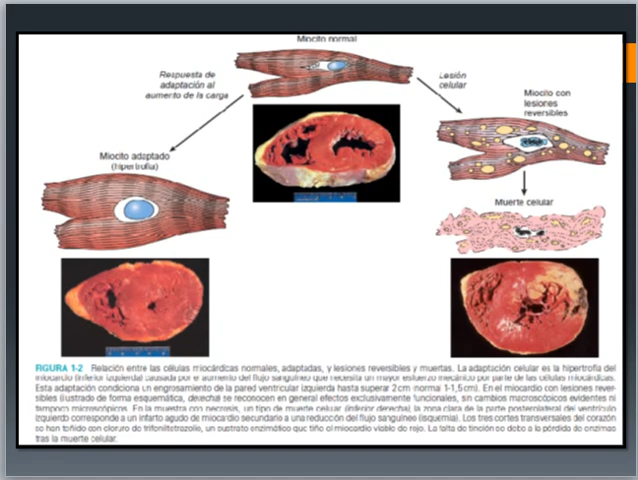 Miocito normal
Respuesta de
adaptación al
aumento de la carga
Lesión
celular
Miocito con
lesiones
reversibles
Miocito adaptado
(hipertrofia)
Muerte celular
FIGURA 1-2 Relación entre las células miocárdicas normales, adaptadas, y lesiones reversibles y muertas. La adaptación celular es la hipertrofia del
miocardio (inferior izquierda) causada por el aumento del flujo sanguíneo que necesita un mayor esfuerzo mecánico por parte de las células miocárdicas.
Esta adaptación condiciona un engrosamiento de la pared ventricular izquierda hasta superar 2 cm (normal 1-1,5 cm). En el miocardio con lesiones rever-
sibles (ilustrado de forma esquemática, derecha) se reconocen en general efectos exclusivamente funcionales, sin cambios macroscópicos evidentes ni
tampoco microscópicos. En la muestra con necrosis, un tipo de muerte celular (inferior derecha), la zona clara de la parte posterolateral del ventrículo
izquierdo corresponde a un infarto agudo de miocardio secundario a una reducción del flujo sanguíneo (isquemia). Los tres cortes transversales del corazón
se han teñido con cloruro de trifeniltetrazolio, un sustrato enzimático que tiñe el miocardio viable de rojo. La falta de tinción se debe a la pérdida de enzimas
tras la muerte celular.